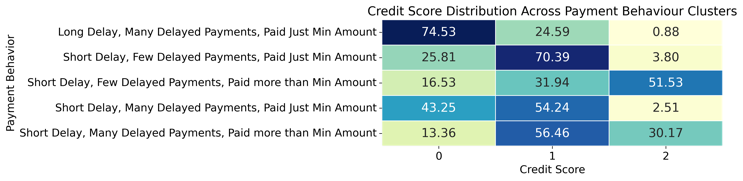 Credit Score Distribution Across Payment Behaviour Clusters
Payment Behavior
Long Delay, Many Delayed Payments, Paid Just Min Amount 74.53 24.59 0.88
Short Delay, Few Delayed Payments, Paid Just Min Amount 25.81 70.39 3.80
Short Delay, Few Delayed Payments, Paid more than Min Amount 16.53 31.94 51.53
Short Delay, Many Delayed Payments, Paid Just Min Amount 43.25 54.24 2.51
Short Delay, Many Delayed Payments, Paid more than Min Amount 13.36 56.46 30.17
0 1 2
Credit Score